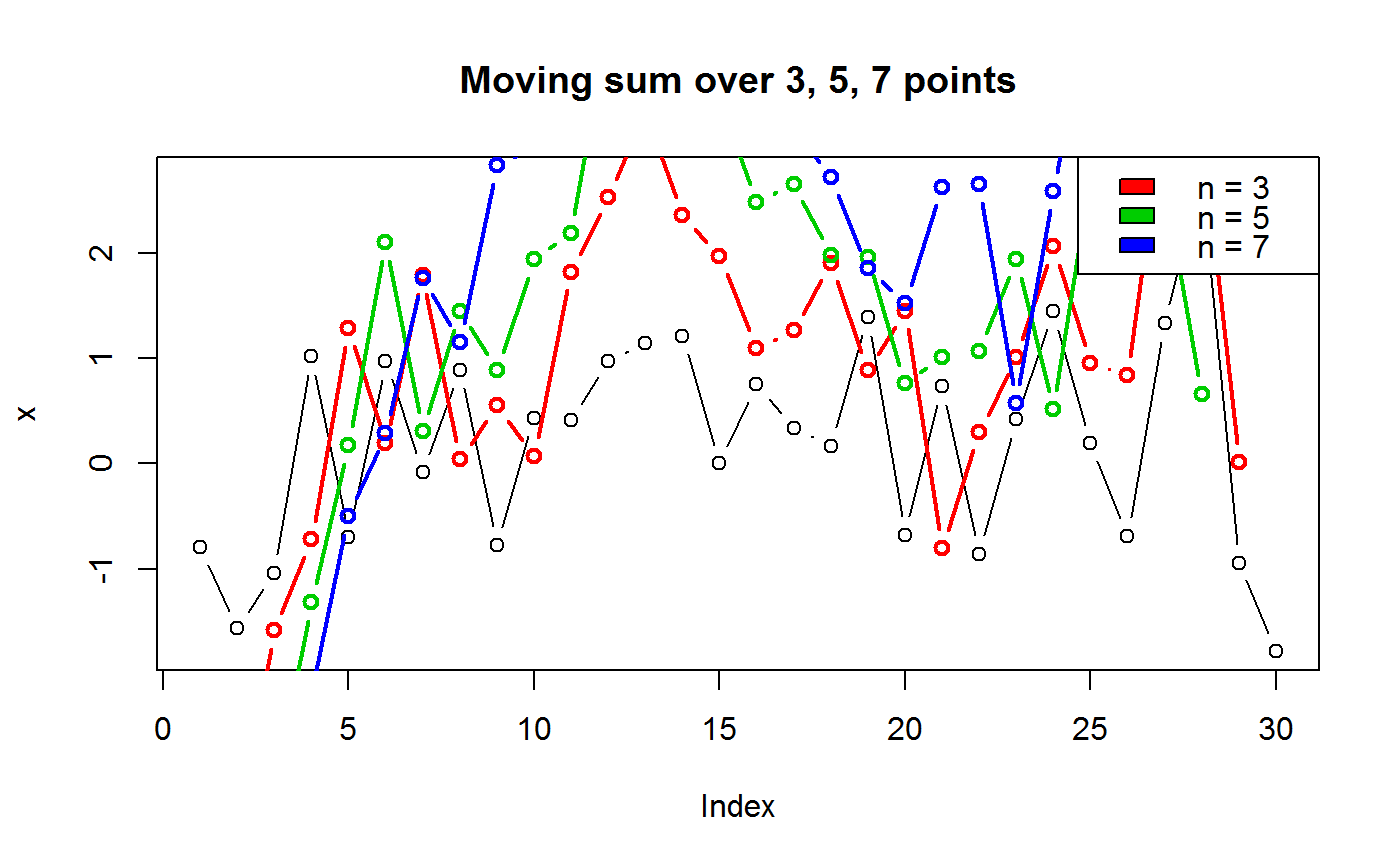 Moving sum over 3, 5, 7 points
n = 3
n = 5
n = 7
x
2
1
0
-1
0 5 10 15 20 25 30
Index